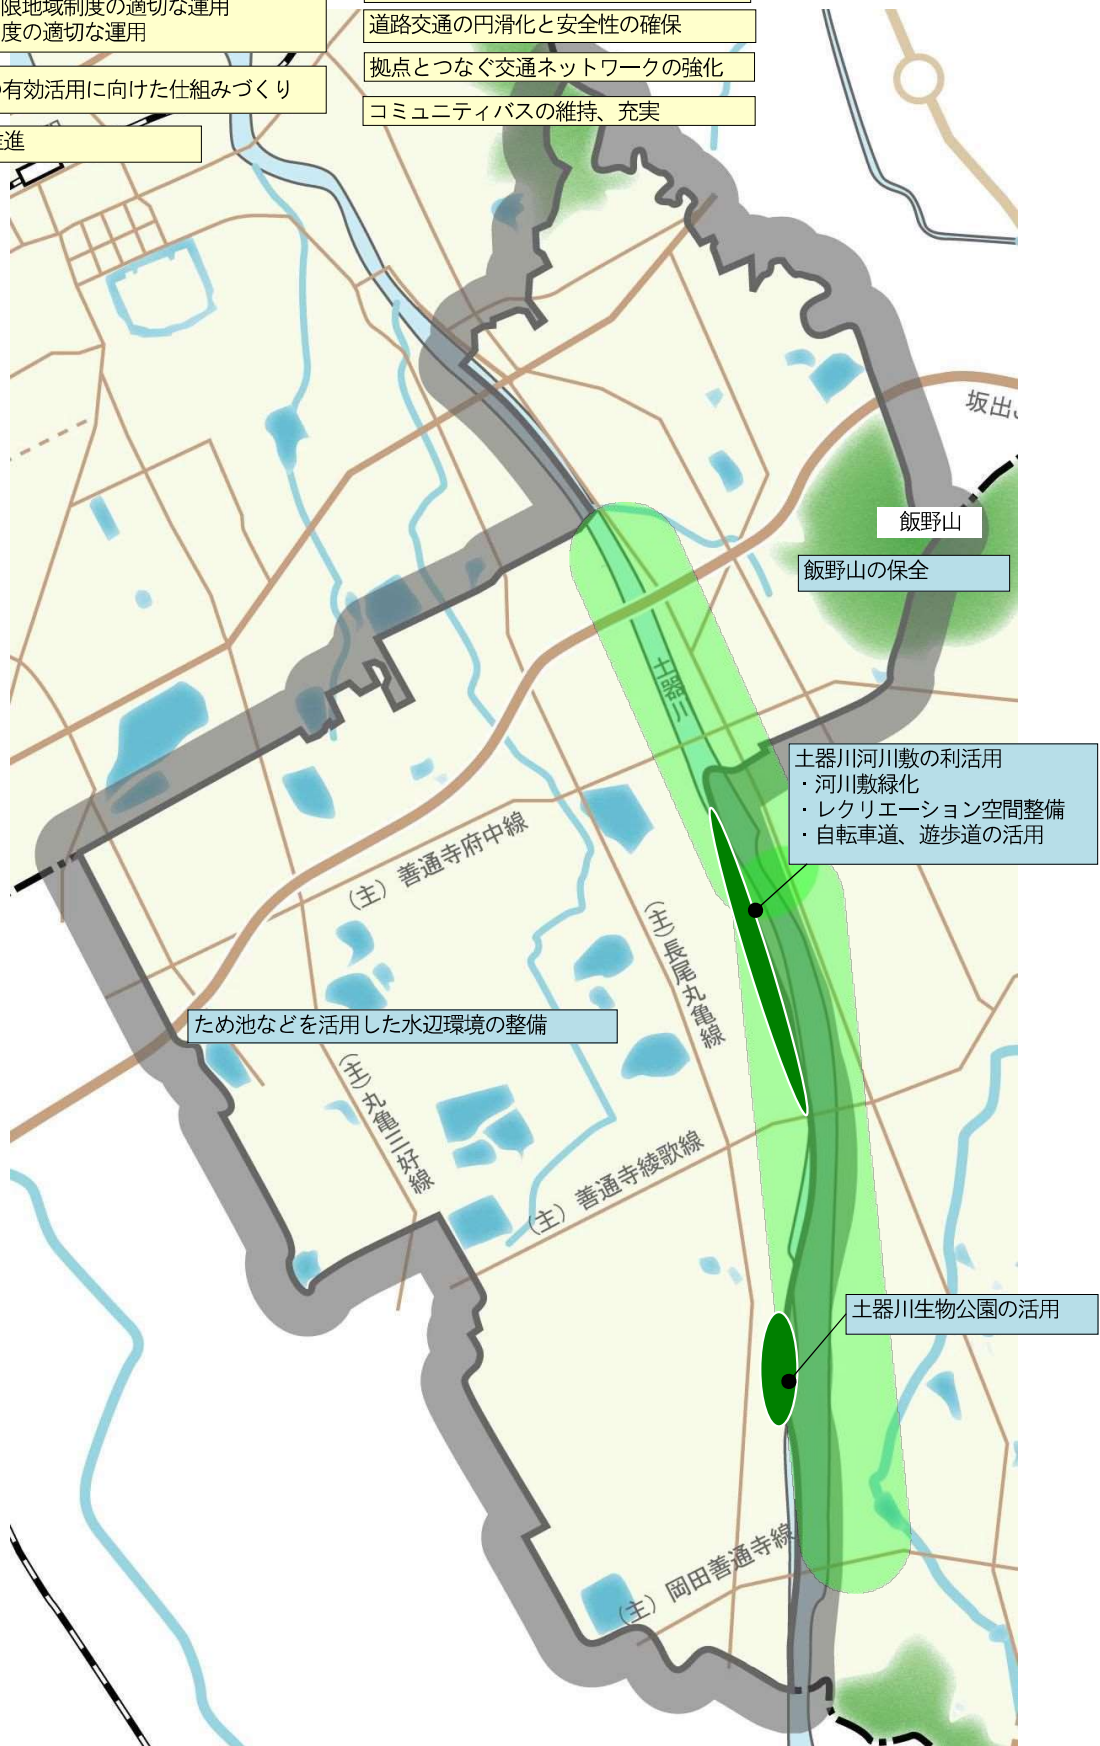 限地域制度の適切な運用
度の適切な運用
有効活用に向けた仕組みづくり
進
道路交通の円滑化と安全性の確保
拠点とつなぐ交通ネットワークの強化
コミュニティバスの維持、充実
坂出
飯野山
飯野山の保全
土器川
土器川河川敷の利活用
・河川敷緑化
・レクリエーション空間整備
・自転車道、遊歩道の活用
(主)善通寺府中線
(主)長尾丸亀線
ため池などを活用した水辺環境の整備
(主)丸亀三好線
(主)善通寺綾歌線
土器川生物公園の活用
(主)岡田善通寺線